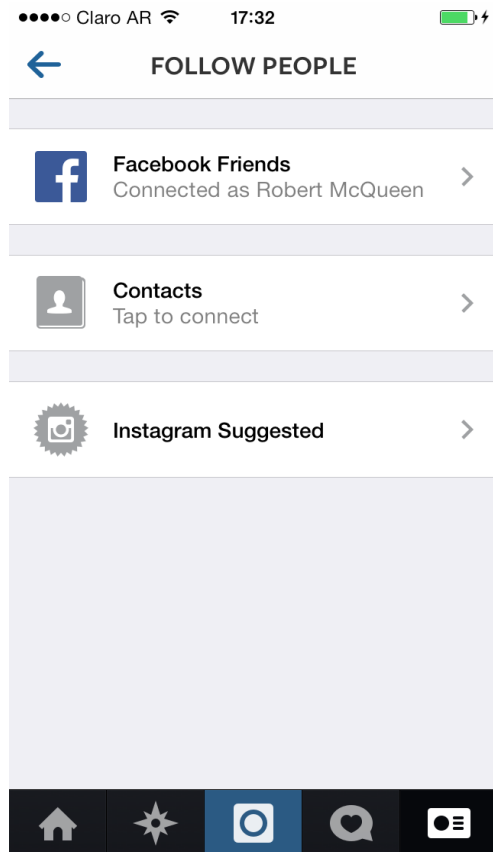 Claro AR
17:32
FOLLOW PEOPLE
Facebook Friends
Connected as Robert McQueen
Contacts
Tap to connect
Instagram Suggested